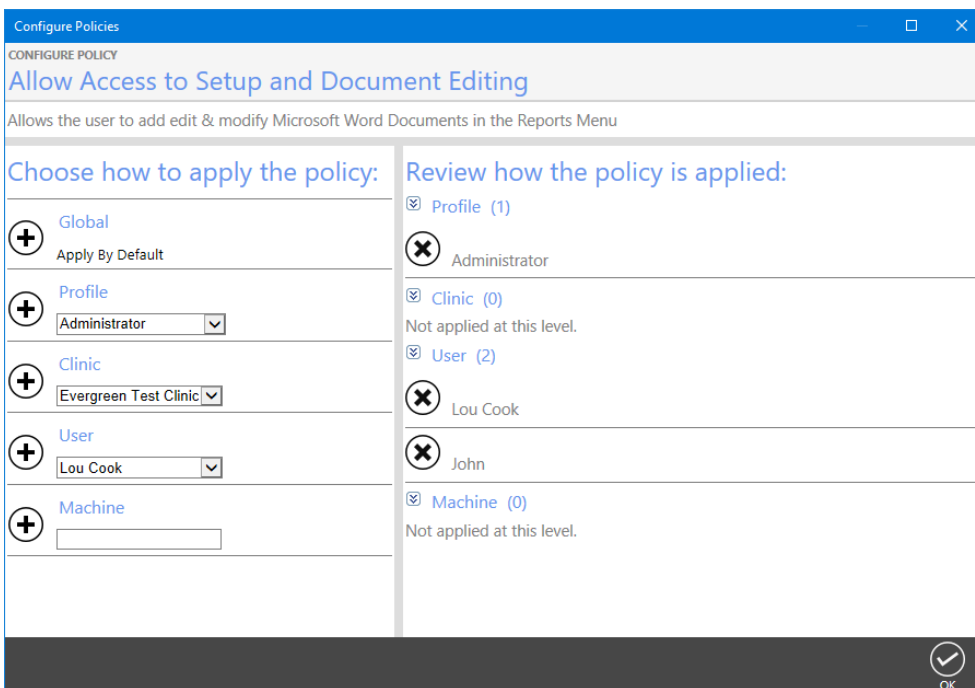 Configure Policies
CONFIGURE POLICY
Allow Access to Setup and Document Editing
Allows the user to add edit & modify Microsoft Word Documents in the Reports Menu
Choose how to apply the policy:
Global
Apply By Default
Profile
Administrator
Clinic
Evergreen Test Clinic
User
Lou Cook
Machine
Review how the policy is applied:
Profile (1)
Administrator
Clinic (0)
Not applied at this level.
User (2)
Lou Cook
John
Machine (0)
Not applied at this level.
OK